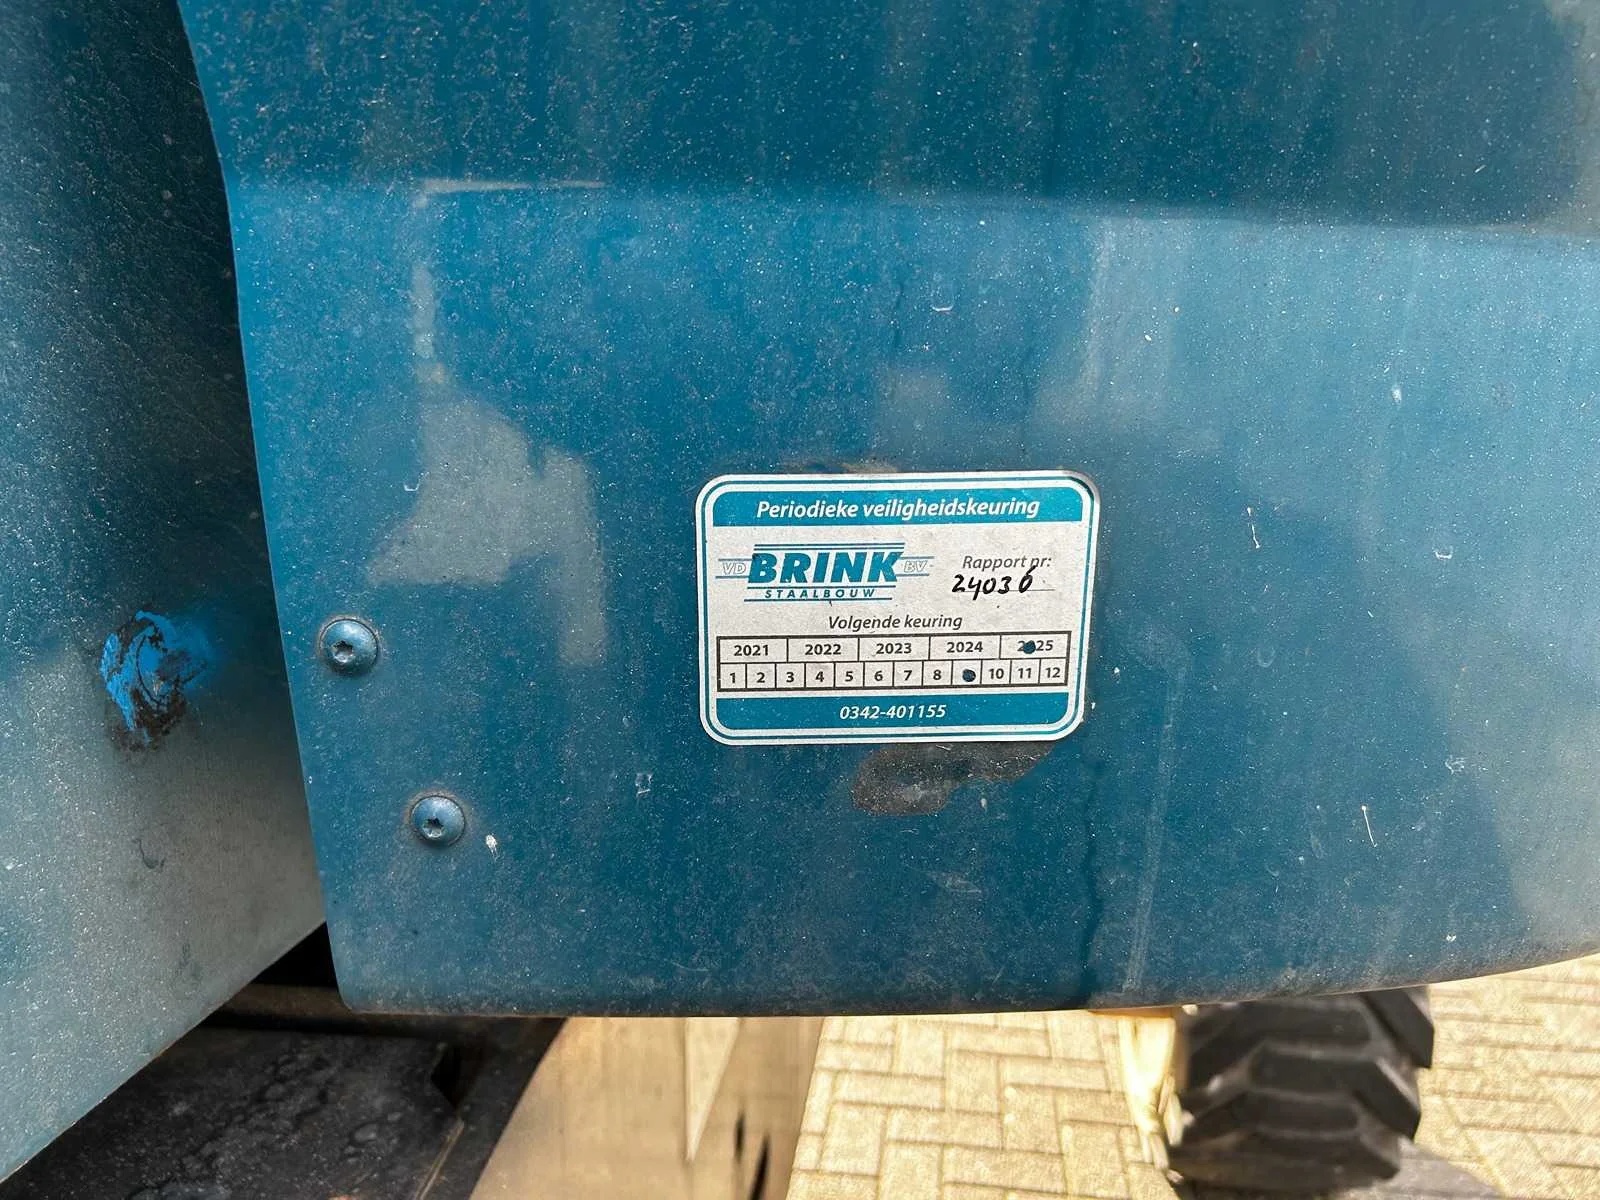 Periodieke veiligheidskeuring
VD BRINK BV
STAALBOUW
Rapport nr:
24036
Volgende keuring
2021 2022 2023 2024 2025
1 2 3 4 5 6 7 8 10 11 12
0342-401155